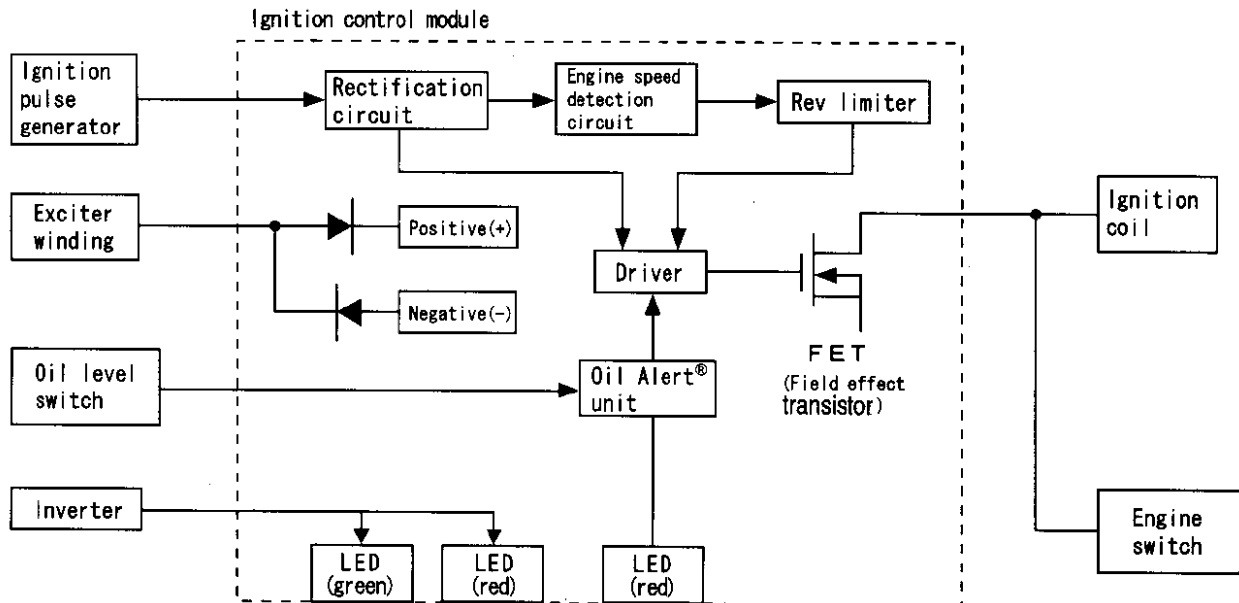 Ignition control module
Ignition
pulse
generator
Rectification
circuit
Engine speed
detection
circuit
Rev limiter
Exciter
winding
Positive(+)
Negative(-)
Driver
Ignition
coil
FET
(Field effect
transistor)
Oil level
switch
Oil Alert®
unit
Inverter
LED
(green)
LED
(red)
LED
(red)
Engine
switch